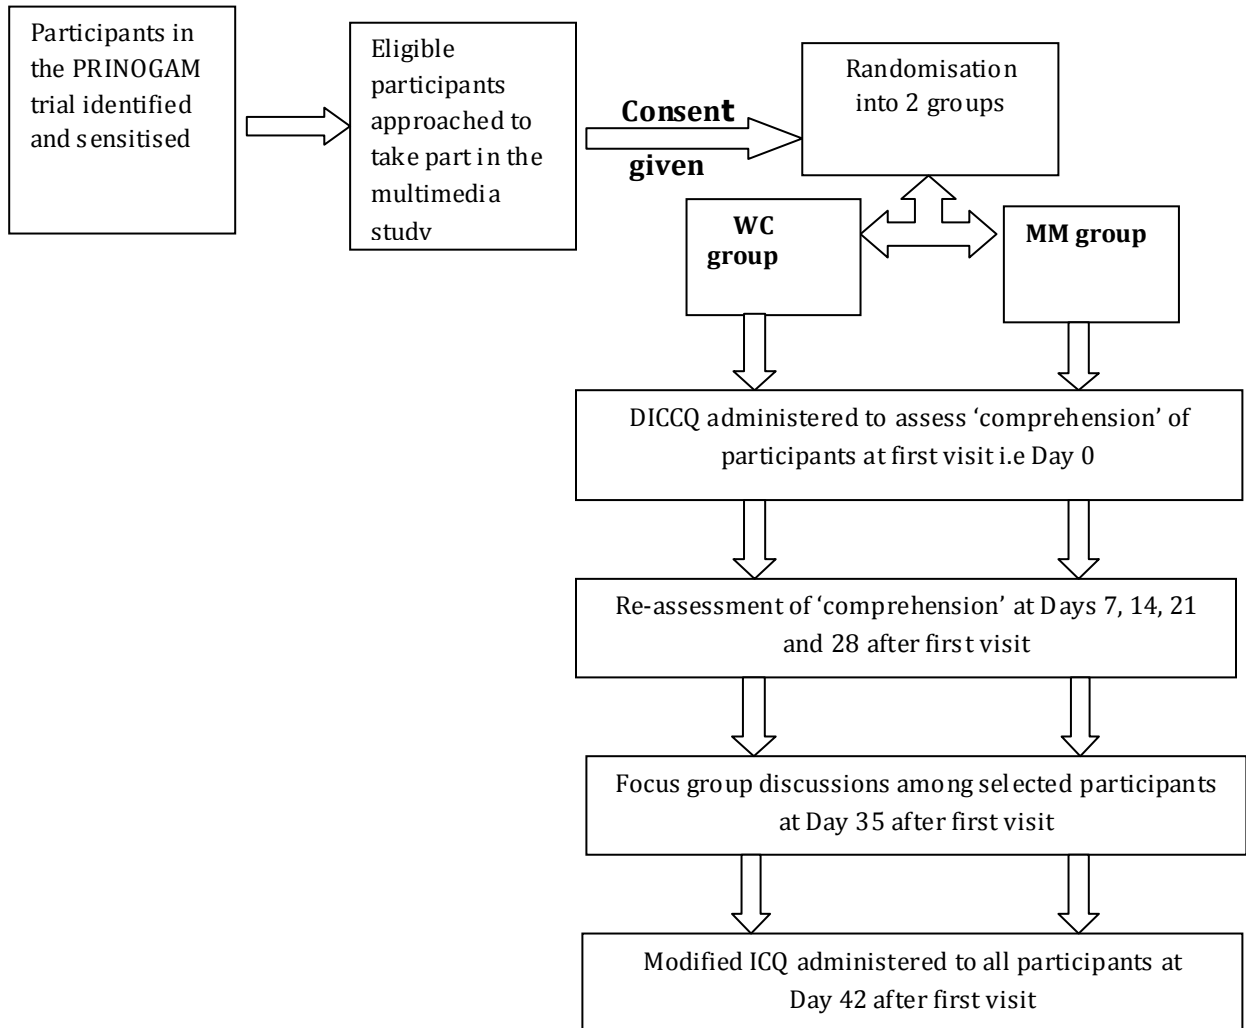 Participants in
the PRINOGAM
trial identified
and sensitised
Eligible
participants
approached to
take part in the
multimedia
study
Consent
given
Randomisation
into 2 groups
WC
group
MM group
DICCQ administered to assess ‘comprehension’ of
participants at first visit i.e Day 0
Re-assessment of ‘comprehension’ at Days 7, 14, 21
and 28 after first visit
Focus group discussions among selected participants
at Day 35 after first visit
Modified ICQ administered to all participants at
Day 42 after first visit